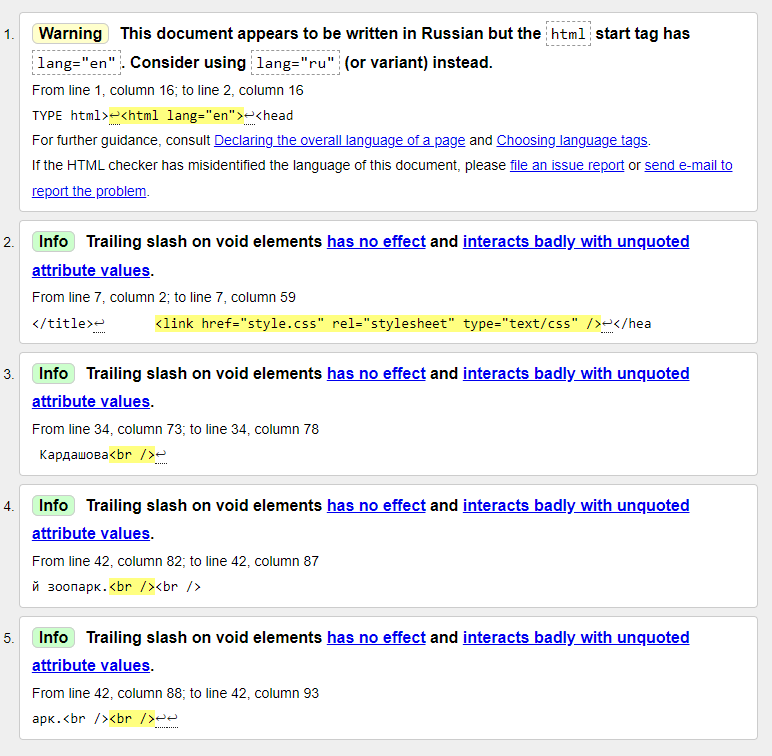 1. Warning This document appears to be written in Russian but the html start tag has
lang="en". Consider using lang="ru" (or variant) instead.
From line 1, column 16; to line 2, column 16
TYPE html>↩<html lang="en">↩<head
For further guidance, consult Declaring the overall language of a page and Choosing language tags.
If the HTML checker has misidentified the language of this document, please file an issue report or send e-mail to
report the problem.
2. Info Trailing slash on void elements has no effect and interacts badly with unquoted
attribute values.
From line 7, column 2; to line 7, column 59
</title>↩ <link href="style.css" rel="stylesheet" type="text/css" />↩</hea
3. Info Trailing slash on void elements has no effect and interacts badly with unquoted
attribute values.
From line 34, column 73; to line 34, column 78
Кардашова<br />↩
4. Info Trailing slash on void elements has no effect and interacts badly with unquoted
attribute values.
From line 42, column 82; to line 42, column 87
й зоопарк.<br /><br />
5. Info Trailing slash on void elements has no effect and interacts badly with unquoted
attribute values.
From line 42, column 88; to line 42, column 93
арк.<br /><br />↩↩